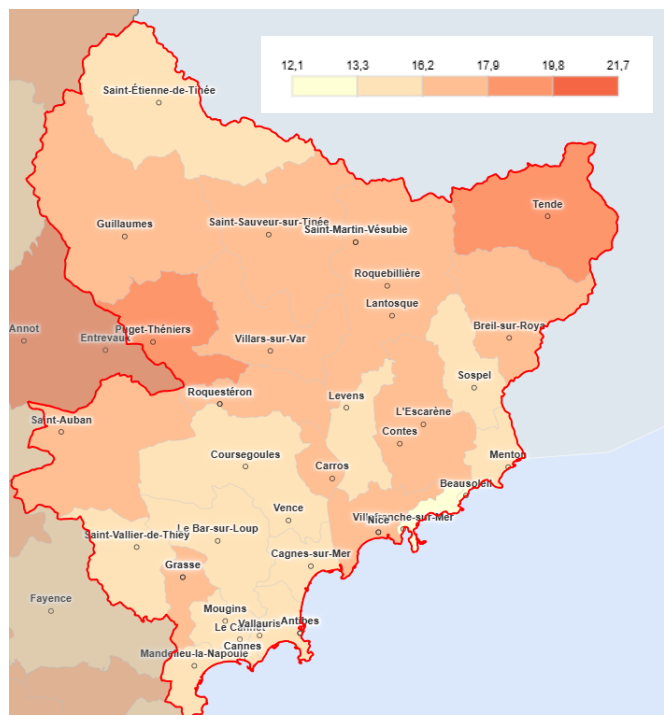 12,1 13,3 16,2 17,9 19,8 21,7
Saint-Étienne-de-Tinée
Tende
Guillaumes
Saint-Sauveur-sur-Tinée
Saint-Martin-Vésubie
Roquebillière
Lantosque
Annot
Entrevaux
Puget-Théniers
Villars-sur-Var
Breil-sur-Roya
Sospel
Roquestéron
Levens
Saint-Auban
L'Escarène
Contes
Coursegoules
Carros
Menton
Beausoleil
Vence
Villefranche-sur-Mer
Nice
Le Bar-sur-Loup
Saint-Vallier-de-Thiey
Cagnes-sur-Mer
Grasse
Fayence
Mougins
Le Cannet
Vallauris
Antibes
Cannes
Mandelieu-la-Napoule